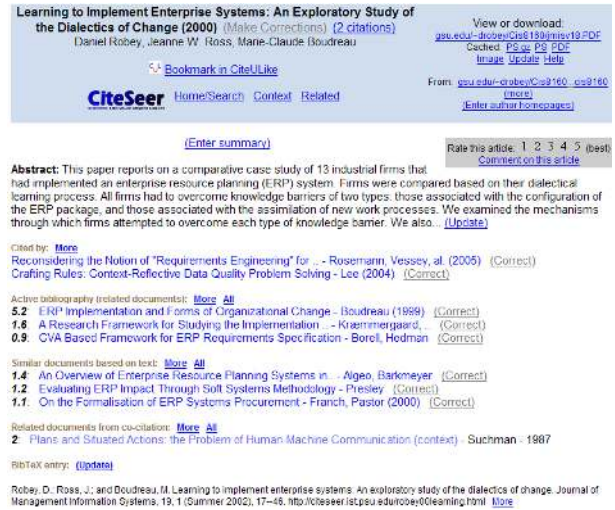 Learning to Implement Enterprise Systems: An Exploratory Study of
the Dialectics of Change (2000) (Make Corrections) (2 citations)
Daniel Robey, Jeanne W. Ross, Marie-Claude Boudreau
Bookmark in CiteULike
CiteSeer Home/Search Context Related
View or download:
gsu.edu/~drobey/Cis8160/jmisv19.PDF
Cached: PS.gz PS PDF
Image Update Help
From: gsu.edu/~drobey/Cis8160 cis8160
(more)
(Enter author homepages)
(Enter summary)
Rate this article: 1 2 3 4 5 (best)
Comment on this article
Abstract: This paper reports on a comparative case study of 13 industrial firms that
had implemented an enterprise resource planning (ERP) system. Firms were compared based on their dialectical
learning process. All firms had to overcome knowledge barriers of two types: those associated with the configuration of
the ERP package, and those associated with the assimilation of new work processes. We examined the mechanisms
through which firms attempted to overcome each type of knowledge barrier. We also... (Update)
Cited by: More
Reconsidering the Notion of "Requirements Engineering" for .. - Rosemann, Vessey, al. (2005) (Correct)
Crafting Rules: Context-Reflective Data Quality Problem Solving - Lee (2004) (Correct)
Active bibliography (related documents): More All
5.2 ERP Implementation and Forms of Organizational Change - Boudreau (1999) (Correct)
1.6 A Research Framework for Studying the Implementation .. - Kraemmergaard, .. (Correct)
0.9 CVA Based Framework for ERP Requirements Specification - Borell, Hedman (Correct)
Similar documents based on text: More All
1.4 An Overview of Enterprise Resource Planning Systems in.. - Algeo, Barkmeyer (Correct)
1.2 Evaluating ERP Impact Through Soft Systems Methodology - Presley (Correct)
1.1 On the Formalisation of ERP Systems Procurement - Franch, Pastor (2000) (Correct)
Related documents from co-citation: More All
2 Plans and Situated Actions: the Problem of Human Machine Communication (context) - Suchman - 1987
BibTeX entry: (Update)
Robey, D.; Ross, J.; and Boudreau, M. Learning to implement enterprise systems: An exploratory study of the dialectics of change. Journal of
Management Information Systems, 19, 1 (Summer 2002), 17--46. http://citeseer.ist.psu.edu/robey00learning.html More